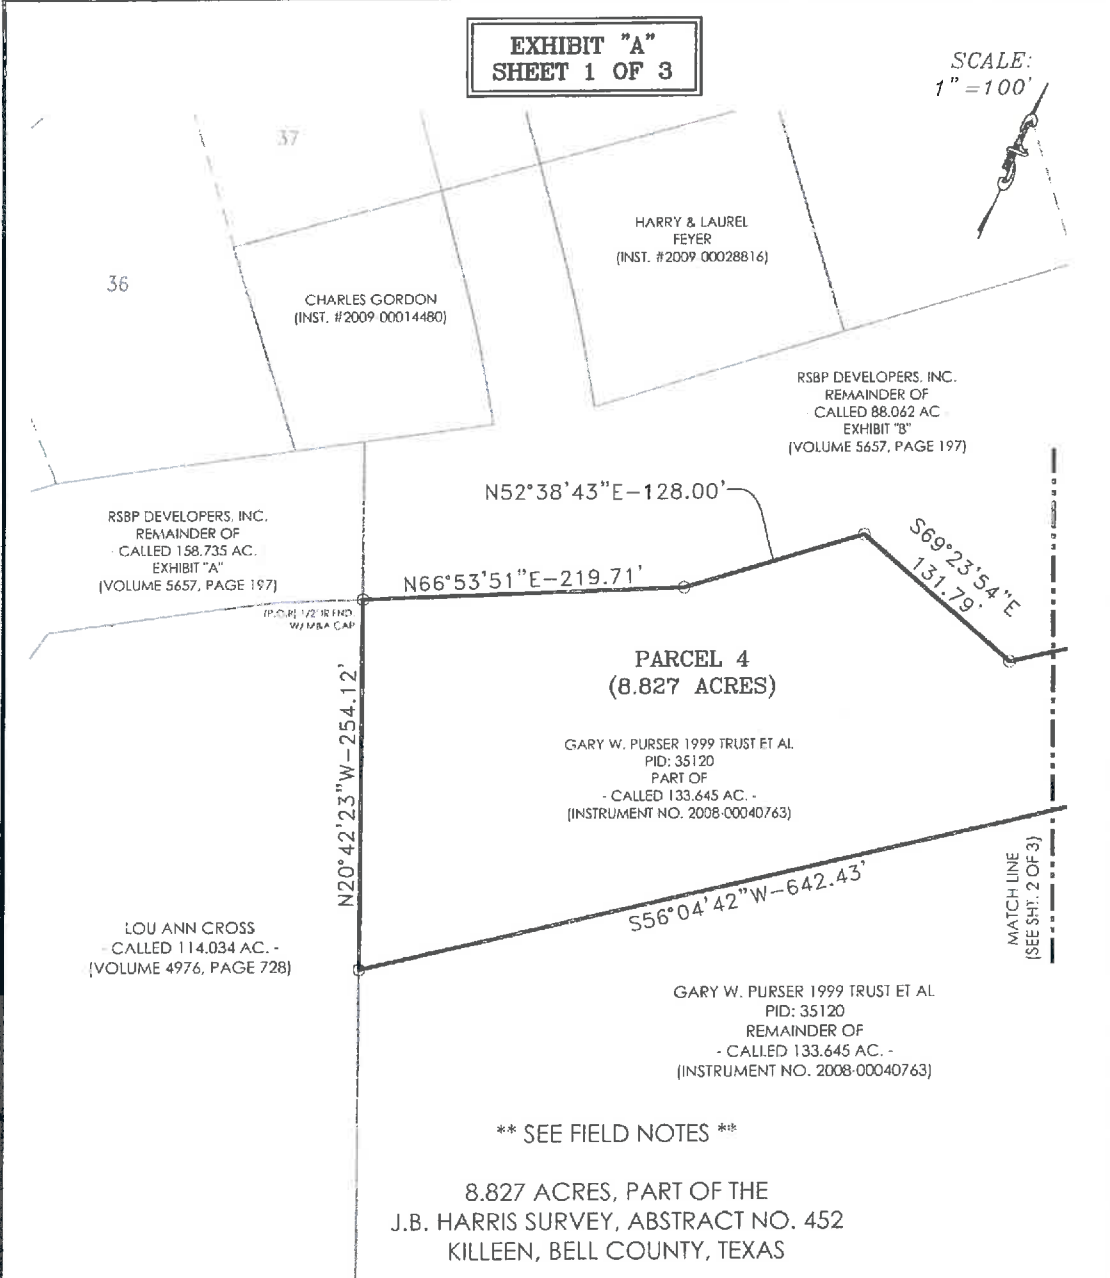 EXHIBIT "A"
SHEET 1 OF 3
SCALE:
1"=100'
37
36
HARRY & LAUREL
FEYER
(INST. #2009 00028816)
CHARLES GORDON
(INST. #2009 00014480)
RSBP DEVELOPERS, INC.
REMAINDER OF
CALLED 88.062 AC
EXHIBIT "B"
(VOLUME 5657, PAGE 197)
N52°38'43"E-128.00'
RSBP DEVELOPERS, INC.
REMAINDER OF
- CALLED 158.735 AC.
EXHIBIT "A"
(VOLUME 5657, PAGE 197)
S69°23'54"E
131.79'
N66°53'51"E-219.71'
(P.O.B) 1/2" IR FND
W/ MBA CAP
PARCEL 4
(8.827 ACRES)
N20°42'23"W-254.12'
GARY W. PURSER 1999 TRUST ET AL
PID: 35120
PART OF
- CALLED 133.645 AC. -
(INSTRUMENT NO. 2008-00040763)
MATCH LINE
(SEE SHT. 2 OF 3)
S56°04'42"W-642.43'
LOU ANN CROSS
- CALLED 114.034 AC. -
(VOLUME 4976, PAGE 728)
GARY W. PURSER 1999 TRUST ET AL
PID: 35120
REMAINDER OF
- CALLED 133.645 AC. -
(INSTRUMENT NO. 2008-00040763)
** SEE FIELD NOTES **
8.827 ACRES, PART OF THE
J.B. HARRIS SURVEY, ABSTRACT NO. 452
KILLEEN, BELL COUNTY, TEXAS